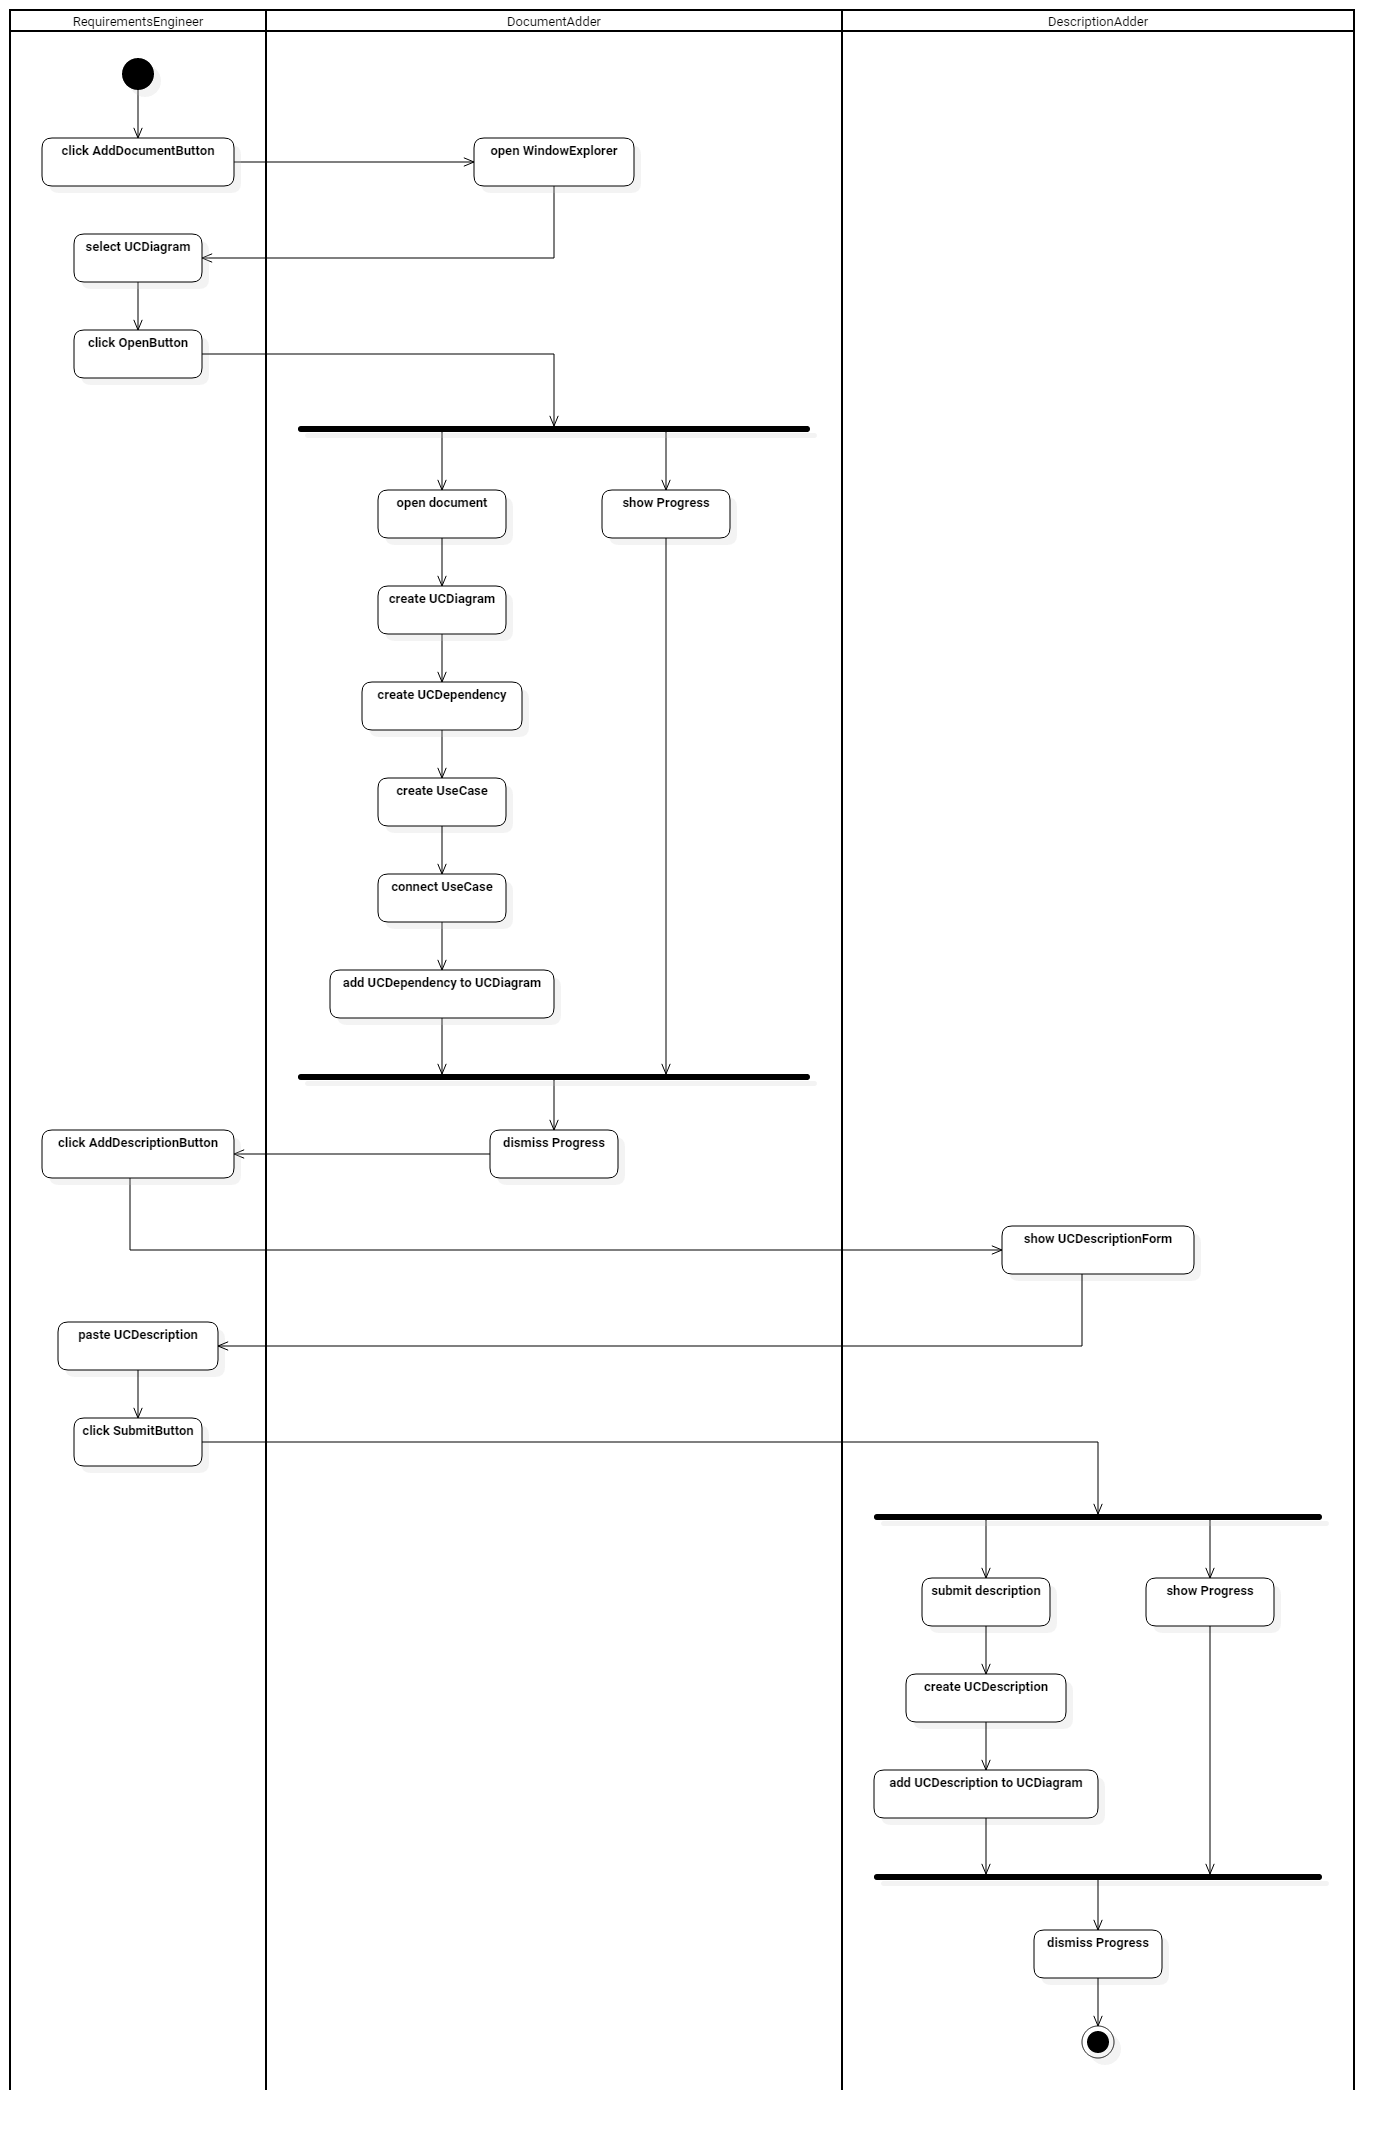 RequirementsEngineer
DocumentAdder
DescriptionAdder
click AddDocumentButton
open WindowExplorer
select UCDiagram
click OpenButton
open document
show Progress
create UCDiagram
create UCDependency
create UseCase
connect UseCase
add UCDependency to UCDiagram
click AddDescriptionButton
dismiss Progress
show UCDescriptionForm
paste UCDescription
click SubmitButton
submit description
show Progress
create UCDescription
add UCDescription to UCDiagram
dismiss Progress